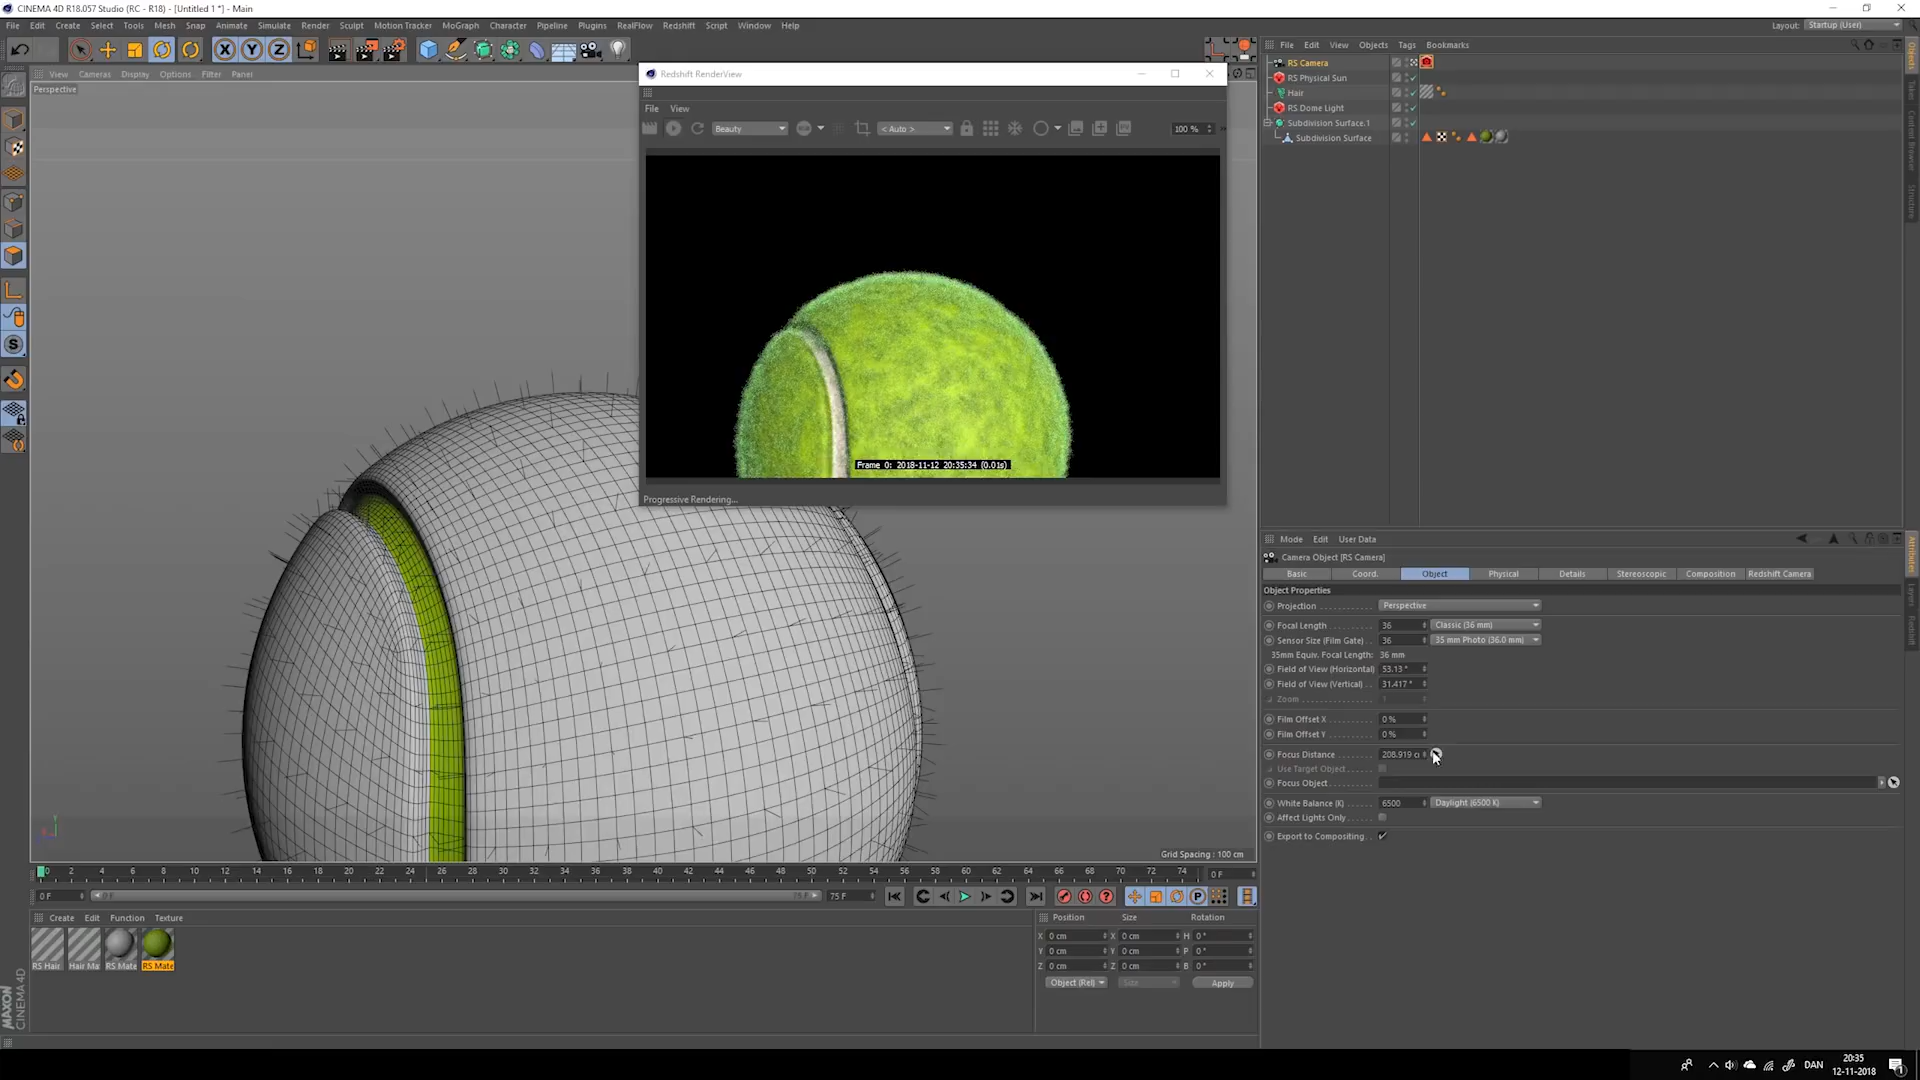 CINEMA 4D R18.057 Studio (RC - R18) - [Untitled 1 *] - Main
File Edit Create Select Tools Mesh Snap Animate Simulate Render Sculpt Motion Tracker MoGraph Character Pipeline Plugins RealFlow Redshift Script Window Help
Layout: Startup (User)
View Cameras Display Options Filter Panel
Perspective
Redshift RenderView
File View
Beauty
< Auto >
100 %
Frame 0: 2018-11-12 20:35:34 (0.01s)
Progressive Rendering...
Grid Spacing : 100 cm
File Edit View Objects Tags Bookmarks
RS Camera
RS Physical Sun
Hair
RS Dome Light
Subdivision Surface.1
Subdivision Surface
Objects
Content Browser
Structure
Mode Edit User Data
Camera Object [RS Camera]
Basic Coord. Object Physical Details Stereoscopic Composition Redshift Camera
Object Properties
Projection Perspective
Focal Length 36 Classic (36 mm)
Sensor Size (Film Gate) 36 35 mm Photo (36.0 mm)
35mm Equiv. Focal Length: 36 mm
Field of View (Horizontal) 53.13 °
Field of View (Vertical) 31.417 °
Zoom 1
Film Offset X 0 %
Film Offset Y 0 %
Focus Distance 208.919 c
Use Target Object
Focus Object
White Balance (K) 6500 Daylight (6500 K)
Affect Lights Only
Export to Compositing
Attributes
Layers
Redshift
0 2 4 6 8 10 12 14 16 18 20 22 24 26 28 30 32 34 36 38 40 42 44 46 48 50 52 54 56 58 60 62 64 66 68 70 72 74 0 F
0 F 0 F 75 F 75 F
Create Edit Function Texture
RS Hair Hair Ma RS Mate RS Mate
Position Size Rotation
X 0 cm X 0 cm H 0 °
Y 0 cm Y 0 cm P 0 °
Z 0 cm Z 0 cm B 0 °
Object (Rel) Size Apply
MAXON
CINEMA 4D
DAN
20:35
12-11-2018